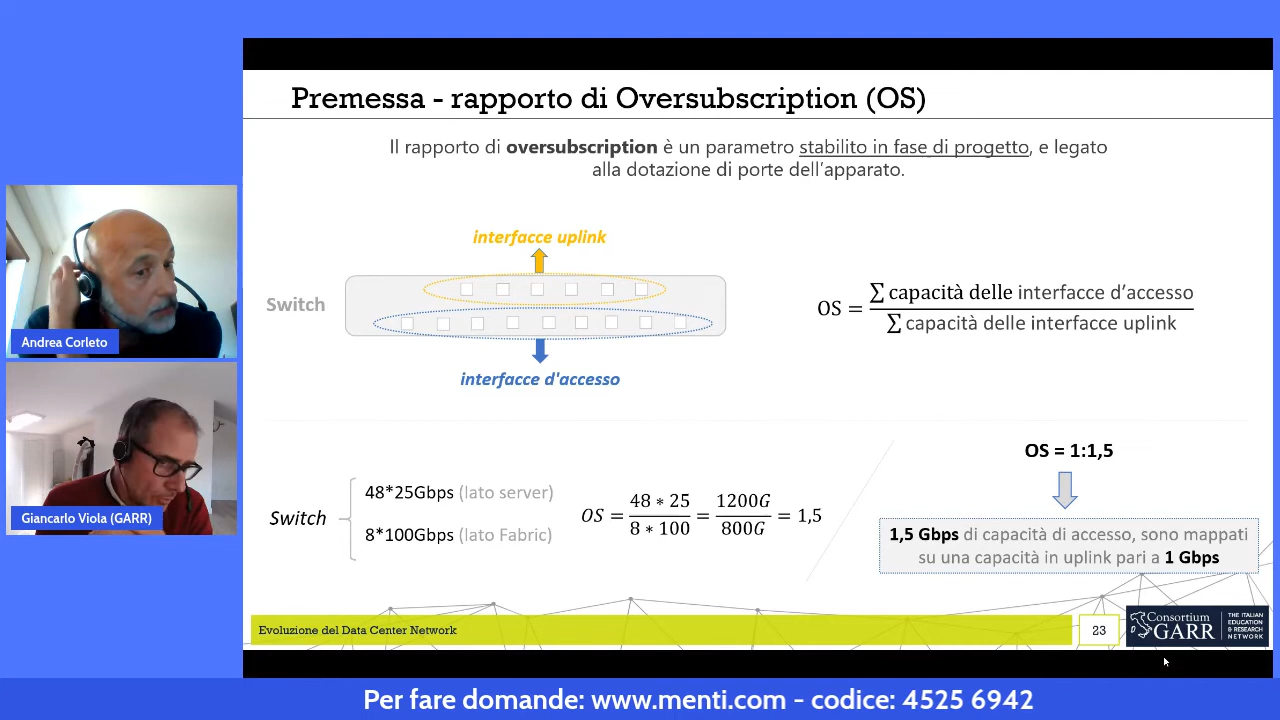 Premessa - rapporto di Oversubscription (OS)
Il rapporto di oversubscription è un parametro stabilito in fase di progetto, e legato
alla dotazione di porte dell'apparato.
interfacce uplink
Switch
interfacce d'accesso
OS = ∑ capacità delle interfacce d'accesso / ∑ capacità delle interfacce uplink
Switch
48*25Gbps (lato server)
8*100Gbps (lato Fabric)
OS = 48 * 25 / 8 * 100 = 1200G / 800G = 1,5
OS = 1:1,5
1,5 Gbps di capacità di accesso, sono mappati
su una capacità in uplink pari a 1 Gbps
Andrea Corleto
Giancarlo Viola (GARR)
Evoluzione del Data Center Network
23
Consortium
GARR
THE ITALIAN
EDUCATION
& RESEARCH
NETWORK
Per fare domande: www.menti.com - codice: 4525 6942